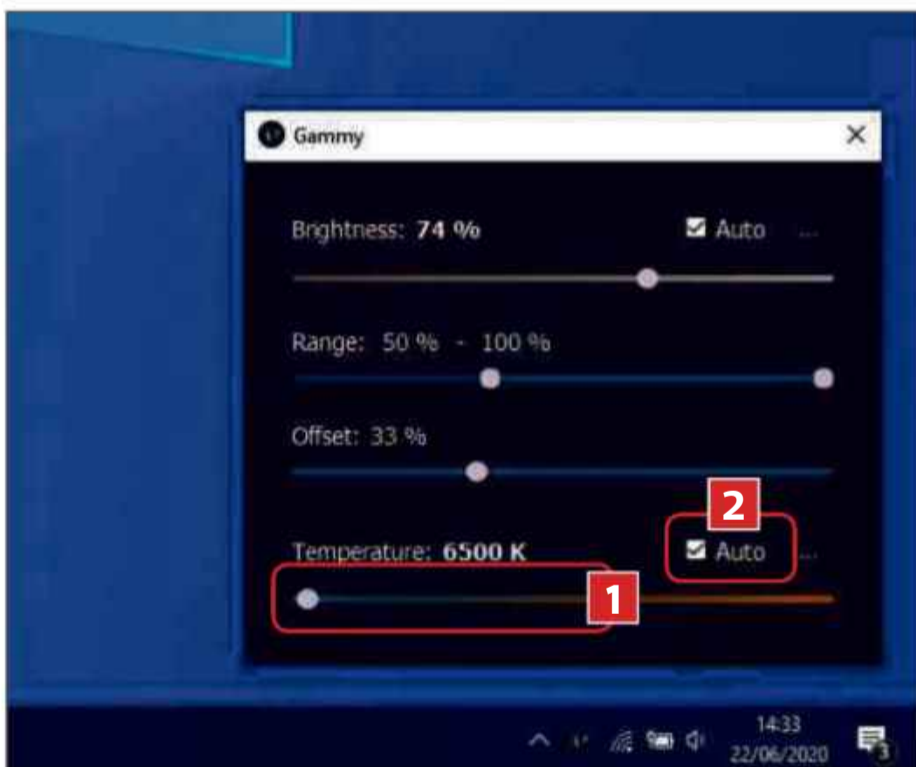 Gammy
Brightness: 74 %
Auto ...
Range: 50 % - 100 %
Offset: 33 %
2
Temperature: 6500 K
Auto ...
1
14:33
22/06/2020
3